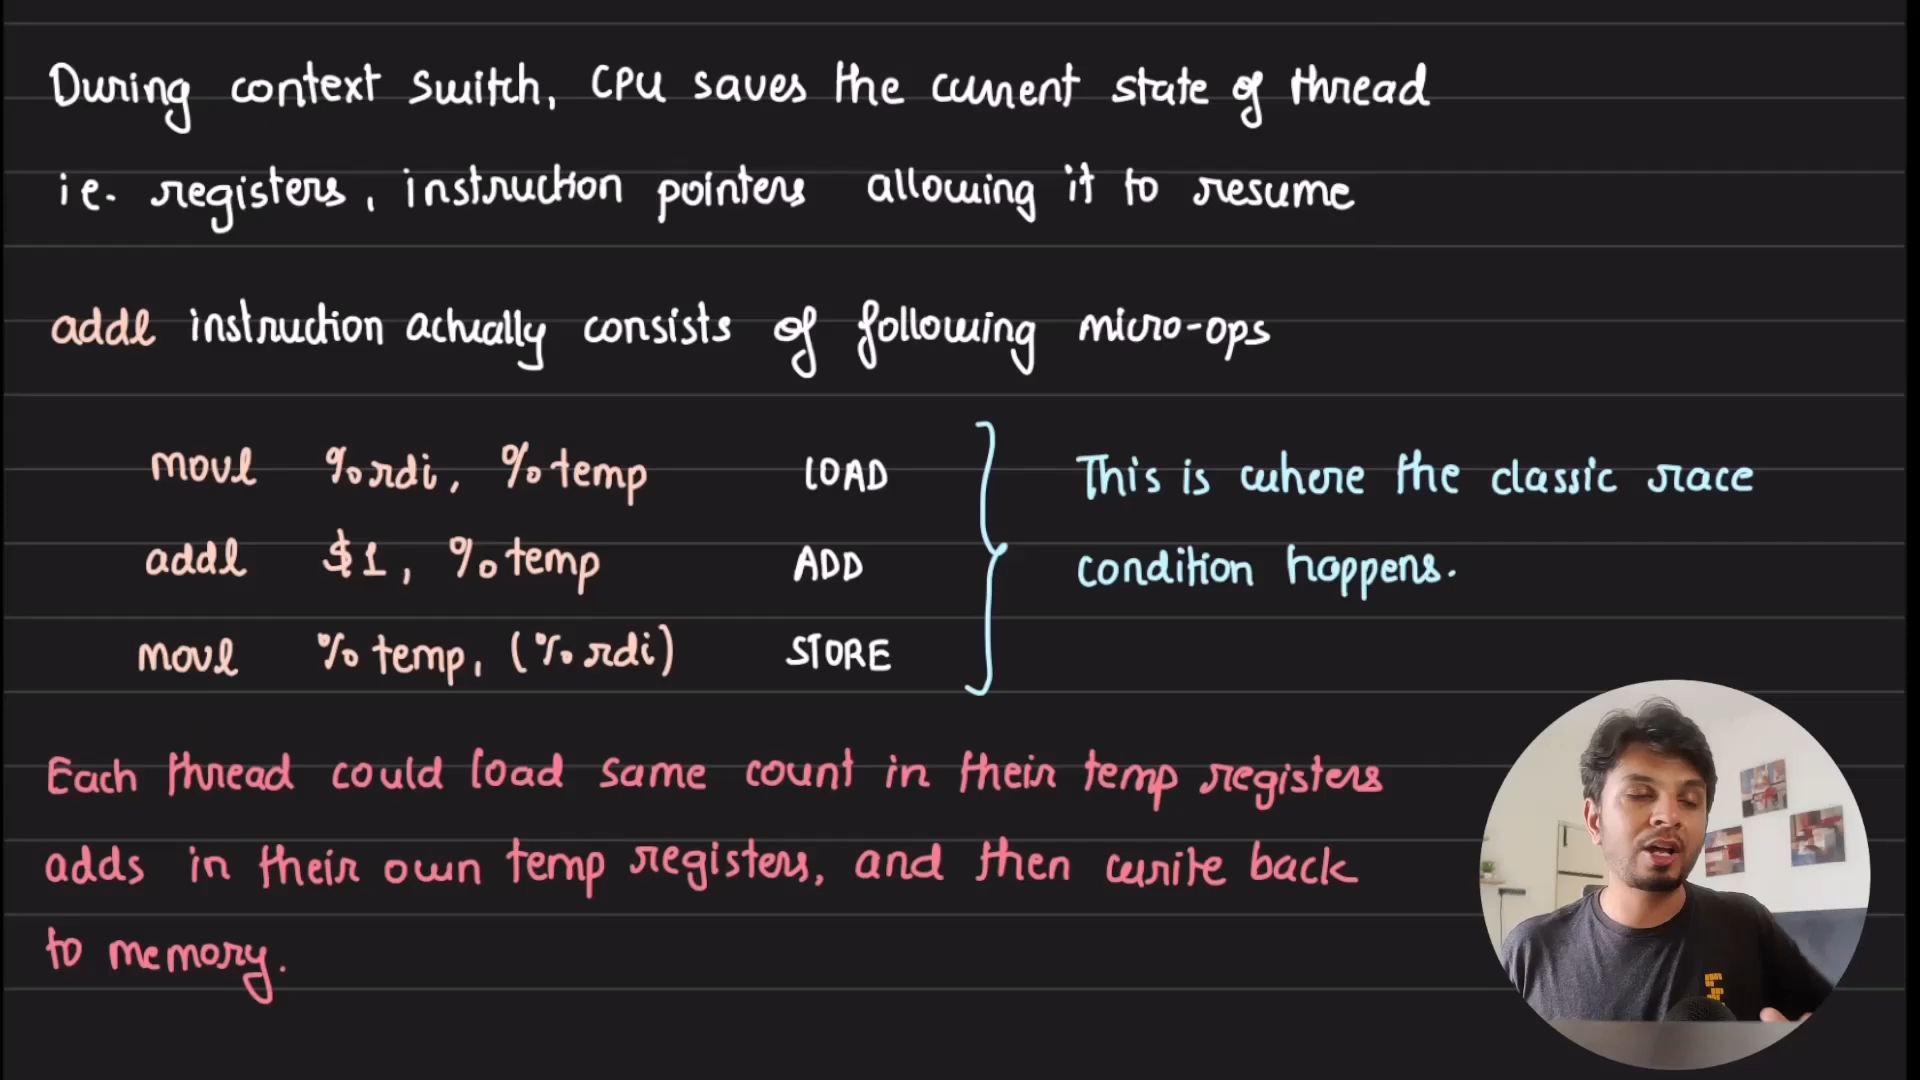 During context switch, CPU saves the current state of thread
i.e. registers, instruction pointers allowing it to resume
addl instruction actually consists of following micro-ops
movl %rdi, %temp LOAD
addl $1, %temp ADD
movl %temp, (%rdi) STORE
This is where the classic race
condition happens.
Each thread could load same count in their temp registers
adds in their own temp registers, and then write back
to memory.